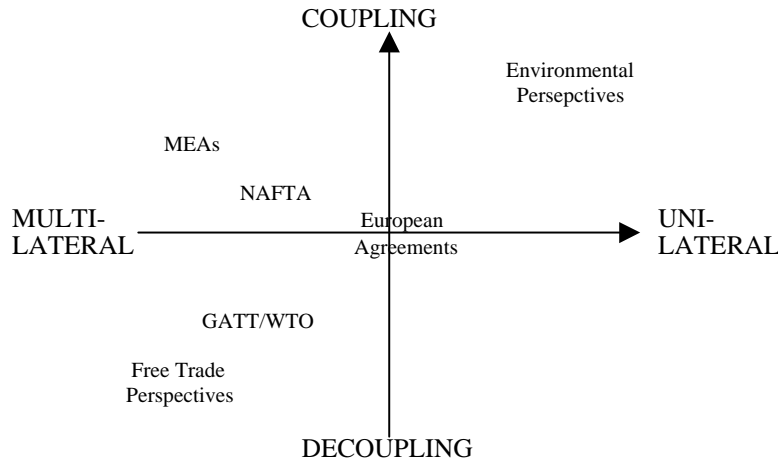 COUPLING
Environmental
Persepctives
MEAs
NAFTA
MULTI-
LATERAL
European
Agreements
UNI-
LATERAL
GATT/WTO
Free Trade
Perspectives
DECOUPLING